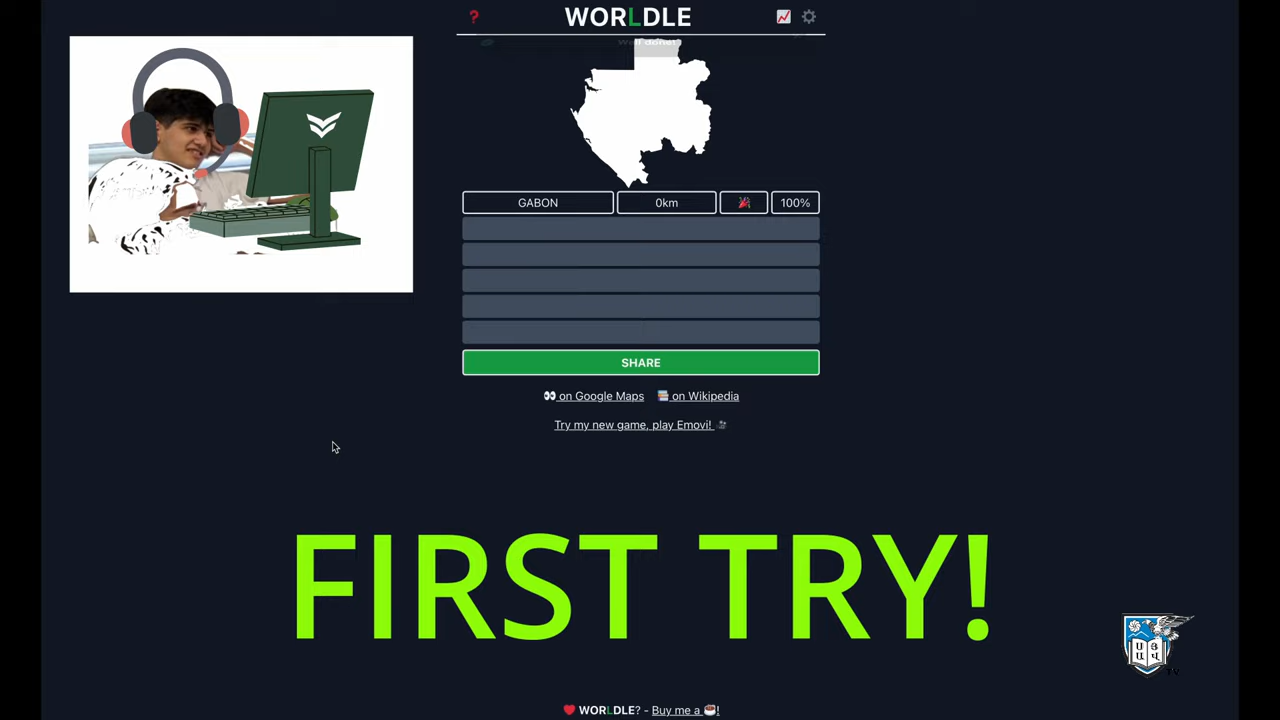 WORLDLE
GABON 0km 100%
SHARE
on Google Maps on Wikipedia
Try my new game, play Emovi!
FIRST TRY!
Ս Յ
Ա Վ
TV
WORLDLE? - Buy me a !